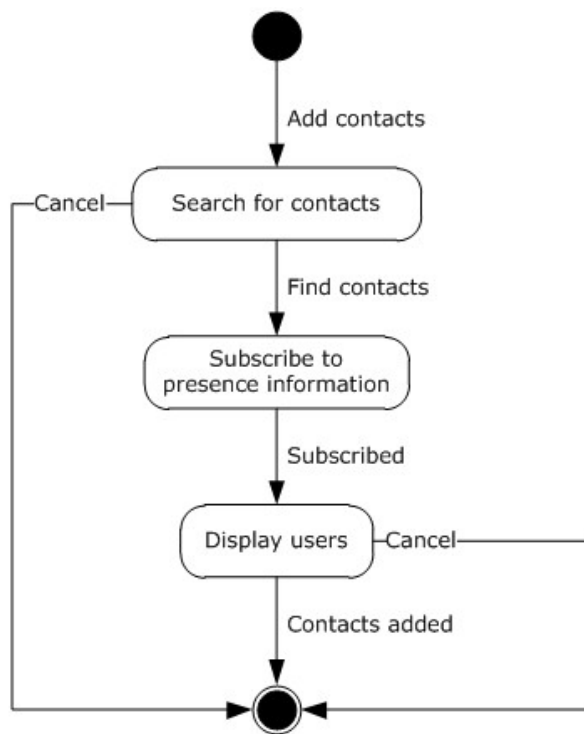 Add contacts
Cancel
Search for contacts
Find contacts
Subscribe to
presence information
Subscribed
Display users
Cancel
Contacts added